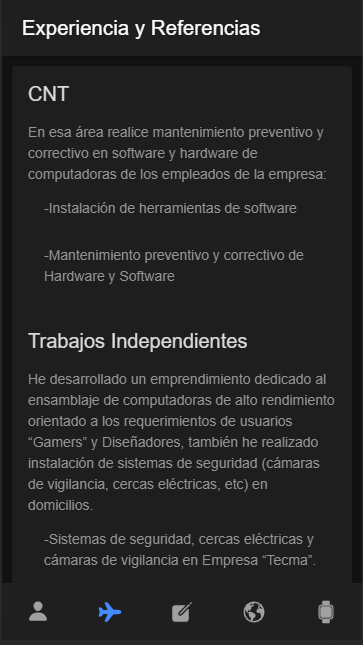 Experiencia y Referencias
CNT
En esa área realice mantenimiento preventivo y
correctivo en software y hardware de
computadoras de los empleados de la empresa:
-Instalación de herramientas de software
-Mantenimiento preventivo y correctivo de
Hardware y Software
Trabajos Independientes
He desarrollado un emprendimiento dedicado al
ensamblaje de computadoras de alto rendimiento
orientado a los requerimientos de usuarios
“Gamers” y Diseñadores, también he realizado
instalación de sistemas de seguridad (cámaras
de vigilancia, cercas eléctricas, etc) en
domicilios.
-Sistemas de seguridad, cercas eléctricas y
cámaras de vigilancia en Empresa “Tecma”.